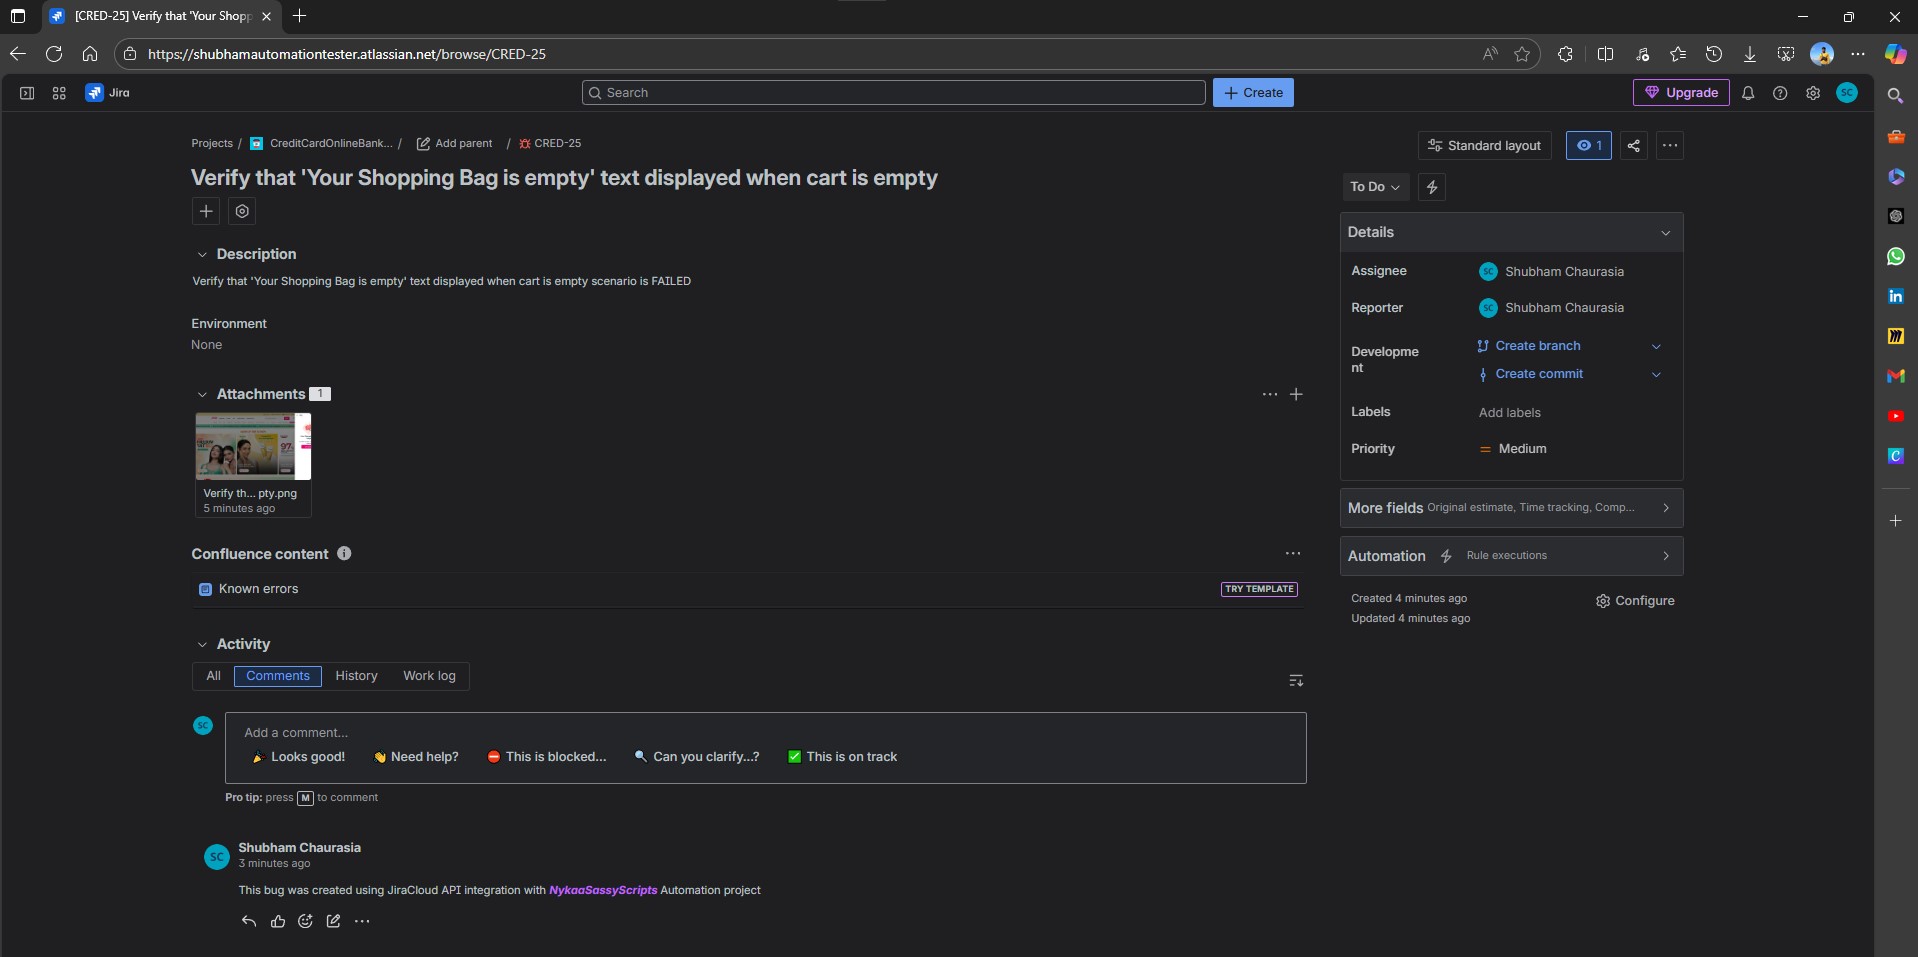 [CRED-25] Verify that 'Your Shopp
https://shubhamautomationtester.atlassian.net/browse/CRED-25
Jira
Search
Create
Upgrade
SC
Projects / CreditCardOnlineBank... / Add parent / CRED-25
Standard layout
1
Verify that 'Your Shopping Bag is empty' text displayed when cart is empty
To Do
Description
Verify that 'Your Shopping Bag is empty' text displayed when cart is empty scenario is FAILED
Environment
None
Attachments 1
Verify th... pty.png
5 minutes ago
Confluence content
Known errors
TRY TEMPLATE
Activity
All Comments History Work log
SC
Add a comment...
Looks good! Need help? This is blocked... Can you clarify...? This is on track
Pro tip: press M to comment
SC
Shubham Chaurasia
3 minutes ago
This bug was created using JiraCloud API integration with NykaaSassyScripts Automation project
Details
Assignee SC Shubham Chaurasia
Reporter SC Shubham Chaurasia
Developme
nt
Create branch
Create commit
Labels Add labels
Priority Medium
More fields Original estimate, Time tracking, Comp...
Automation Rule executions
Created 4 minutes ago
Configure
Updated 4 minutes ago